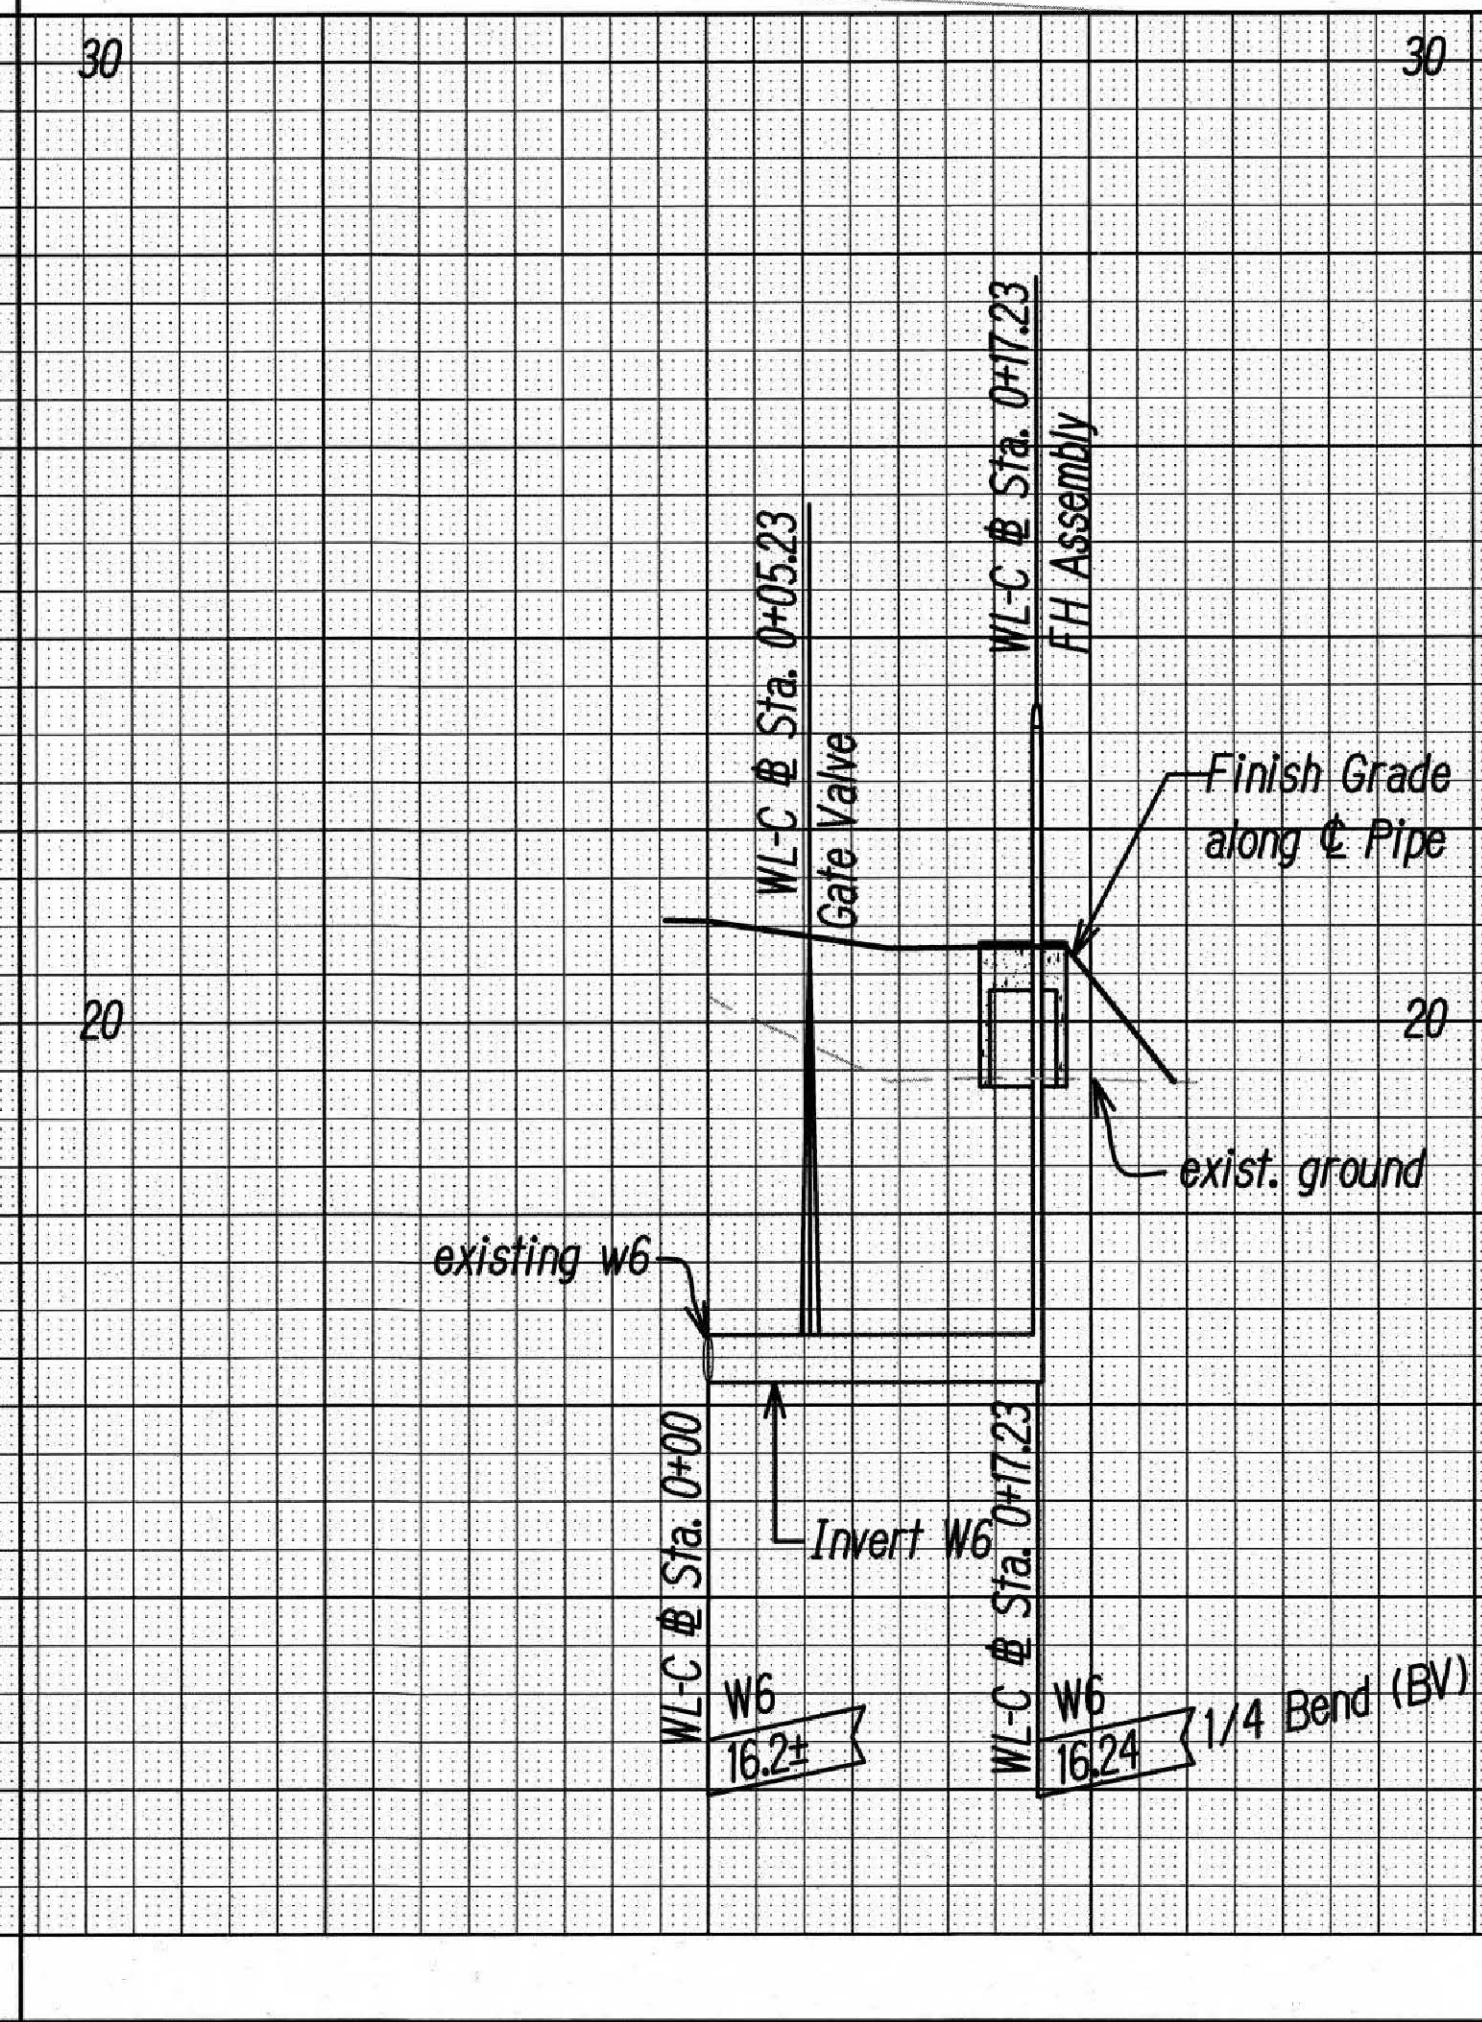 30
30
WL-C ⅊ Sta. 0+17.23
FH Assembly
WL-C ⅊ Sta. 0+05.23
Gate Valve
Finish Grade
along ℄ Pipe
20
20
exist. ground
existing w6
Invert W6
WL-C ⅊ Sta. 0+00
W6
16.2±
WL-C ⅊ Sta. 0+17.23
W6
16.24
1/4 Bend (BV)